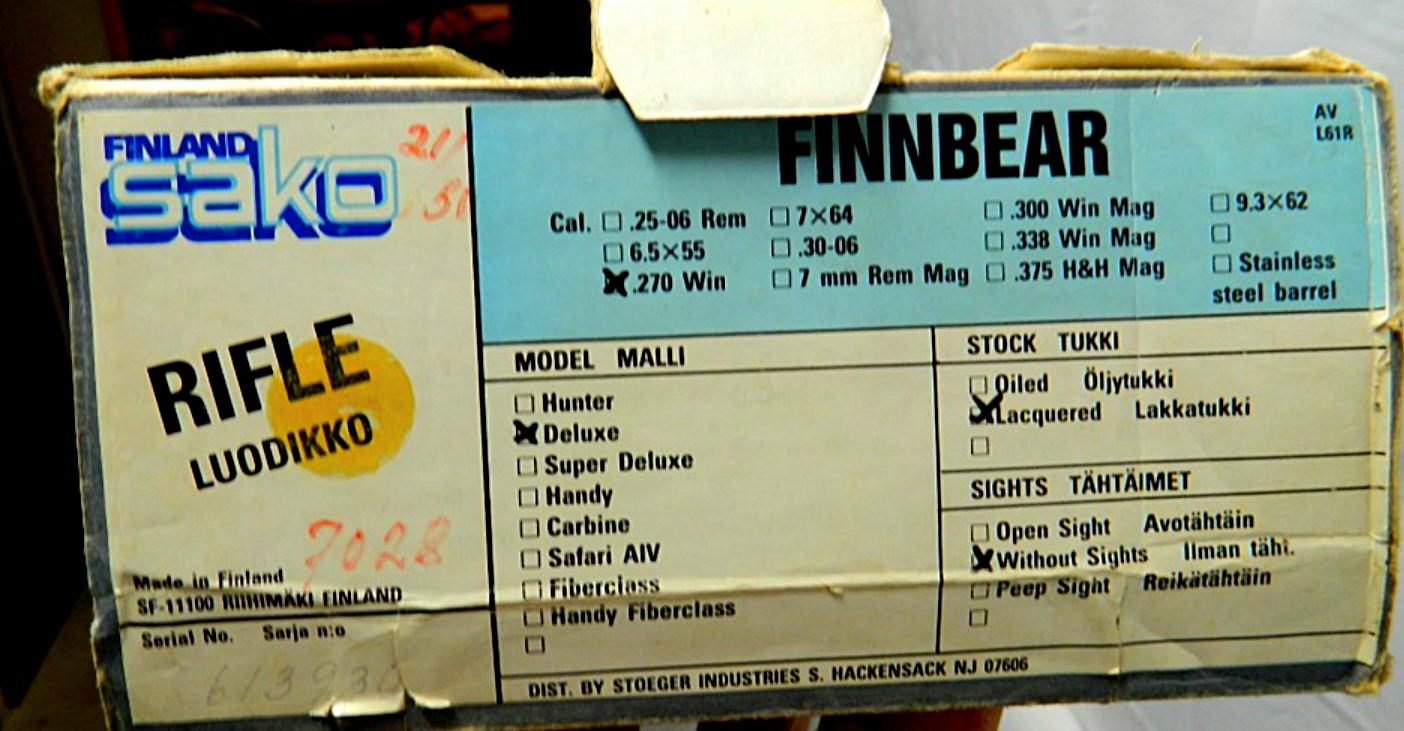 FINLAND
sako
21/
RIFLE
LUODIKKO
7028
Made in Finland
SF-11100 RIIHIMÄKI FINLAND
Serial No. Sarja n:o
FINNBEAR
AV
L61R
Cal. ☐ .25-06 Rem ☐ 7×64 ☐ .300 Win Mag ☐ 9.3×62
☐ 6.5×55 ☐ .30-06 ☐ .338 Win Mag ☐
☒ .270 Win ☐ 7 mm Rem Mag ☐ .375 H&H Mag ☐ Stainless
steel barrel
MODEL MALLI
☐ Hunter
☒ Deluxe
☐ Super Deluxe
☐ Handy
☐ Carbine
☐ Safari AIV
☐ Fiberclass
☐ Handy Fiberclass
☐
STOCK TUKKI
☐ Oiled Öljytukki
☒ Lacquered Lakkatukki
☐
SIGHTS TÄHTÄIMET
☐ Open Sight Avotähtäin
☒ Without Sights Ilman täht.
☐ Peep Sight Reikätähtäin
☐
DIST. BY STOEGER INDUSTRIES S. HACKENSACK NJ 07606